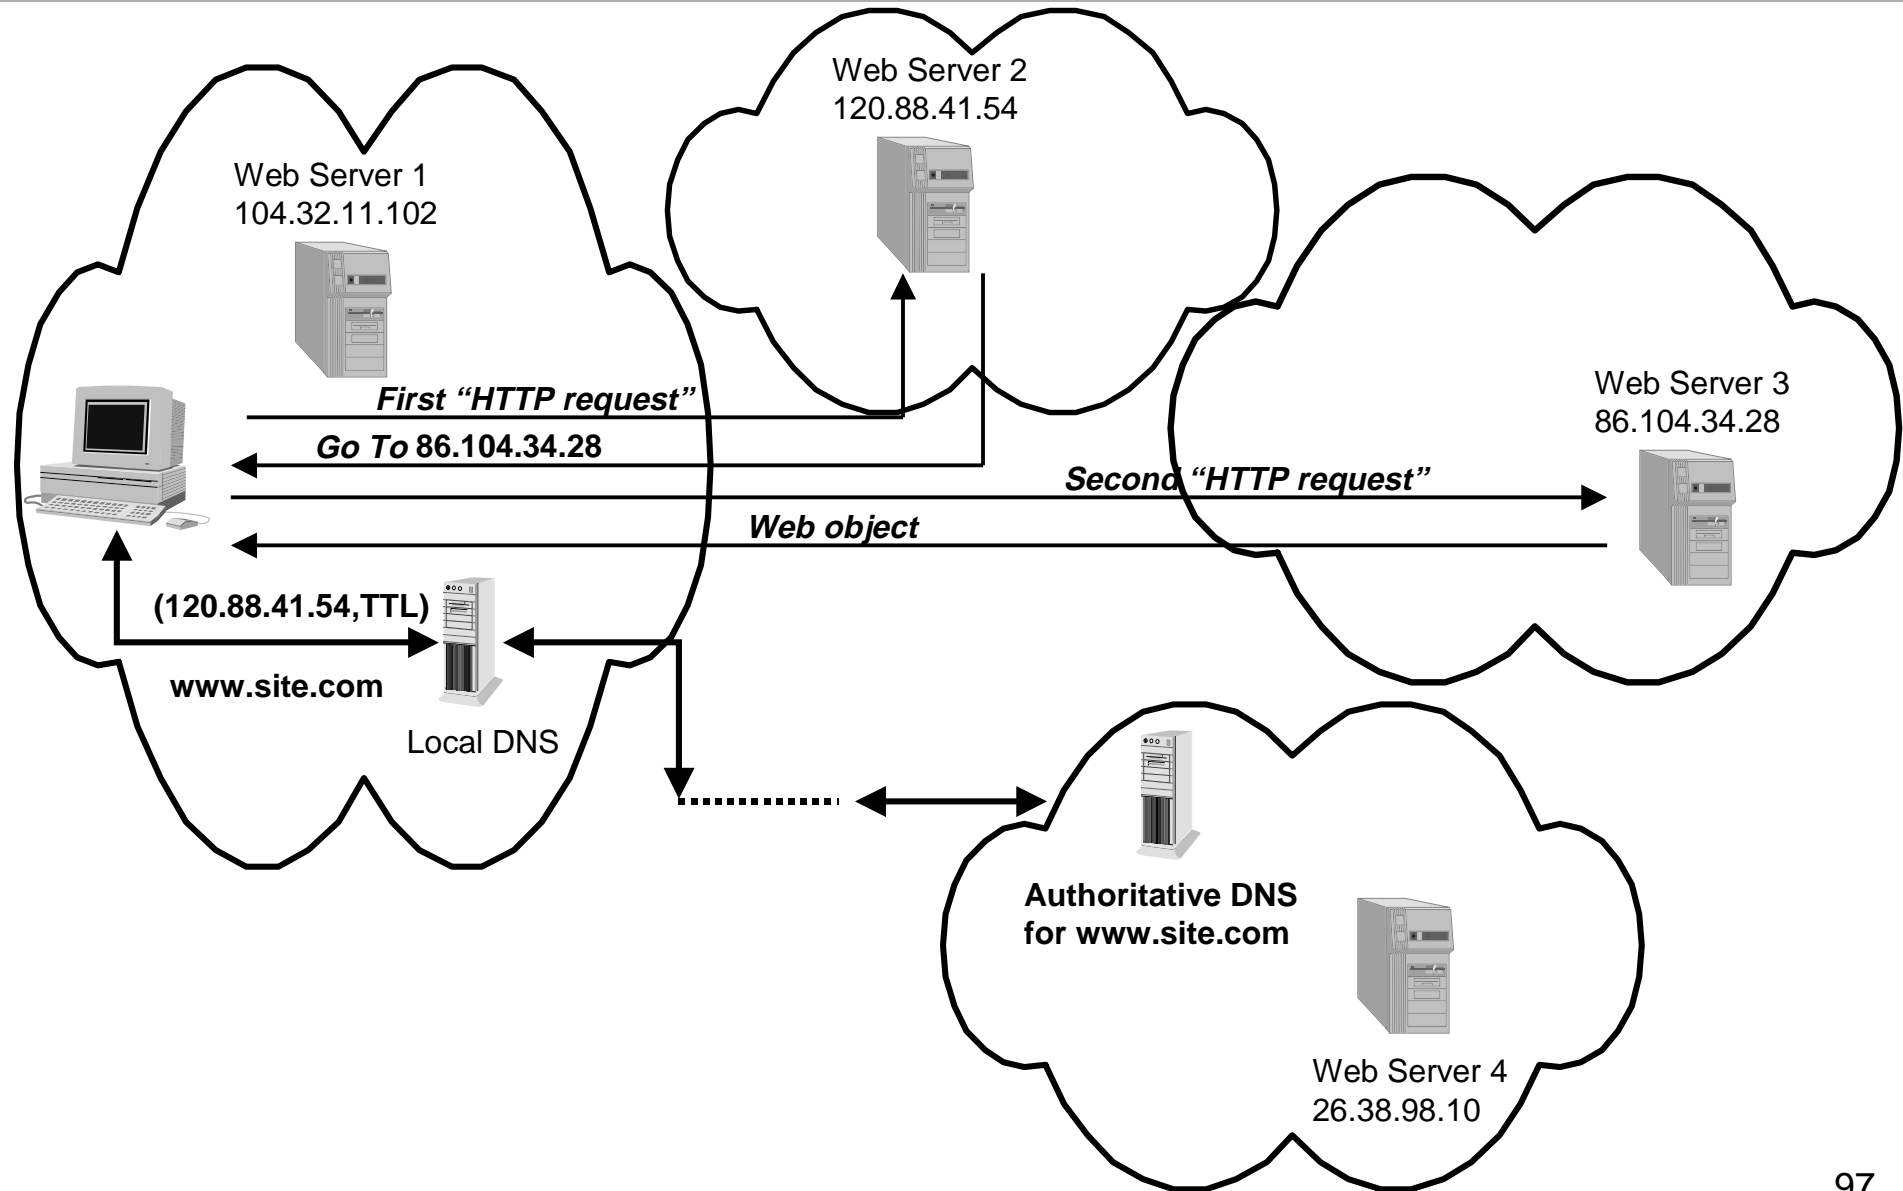 Web Server 2
120.88.41.54
Web Server 1
104.32.11.102
Web Server 3
86.104.34.28
First “HTTP request”
Go To 86.104.34.28
Second “HTTP request”
Web object
(120.88.41.54,TTL)
www.site.com
Local DNS
Authoritative DNS
for www.site.com
Web Server 4
26.38.98.10
97